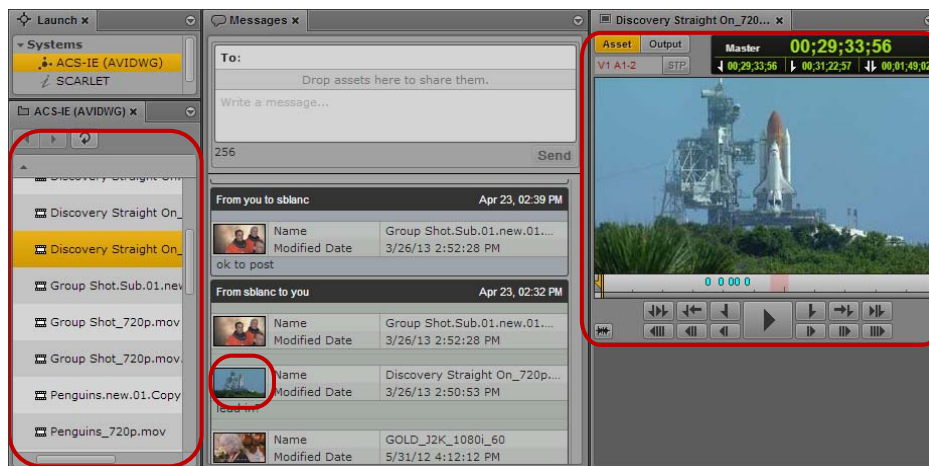 Launch x
Systems
ACS-IE (AVIDWG)
SCARLET
ACS-IE (AVIDWG) x
Discovery Straight On_
Discovery Straight On_
Group Shot.Sub.01.new
Group Shot_720p.mov
Group Shot_720p.mov.
Penguins.new.01.Copy
Penguins_720p.mov
Messages x
To:
Drop assets here to share them.
Write a message...
256
Send
From you to sblanc Apr 23, 02:39 PM
Name Group Shot.Sub.01.new.01....
Modified Date 3/26/13 2:52:28 PM
ok to post
From sblanc to you Apr 23, 02:32 PM
Name Group Shot.Sub.01.new.01....
Modified Date 3/26/13 2:52:28 PM
Name Discovery Straight On_720p....
Modified Date 3/26/13 2:50:53 PM
lead in?
Name GOLD_J2K_1080i_60
Modified Date 5/31/12 4:12:12 PM
Discovery Straight On_720... x
Asset Output Master 00;29;33;56
V1 A1-2 STP 00;29;33;56 00;31;22;57 00;01;49;02
0 0 00 0